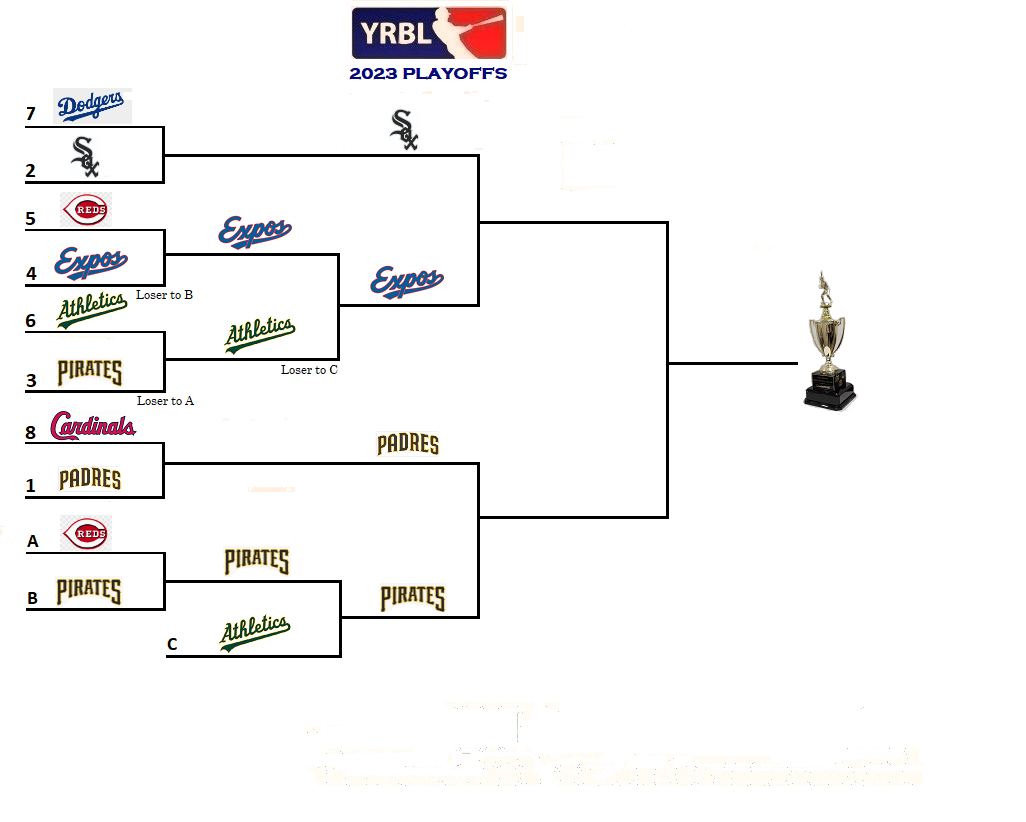 YRBL
2023 PLAYOFFS
7 Dodgers
Sox
2 Sox
5 REDS
Expos
4 Expos
Loser to B
Expos
6 Athletics
Athletics
3 PIRATES
Loser to C
Loser to A
8 Cardinals
PADRES
1 PADRES
A REDS
PIRATES
B PIRATES
PIRATES
C Athletics